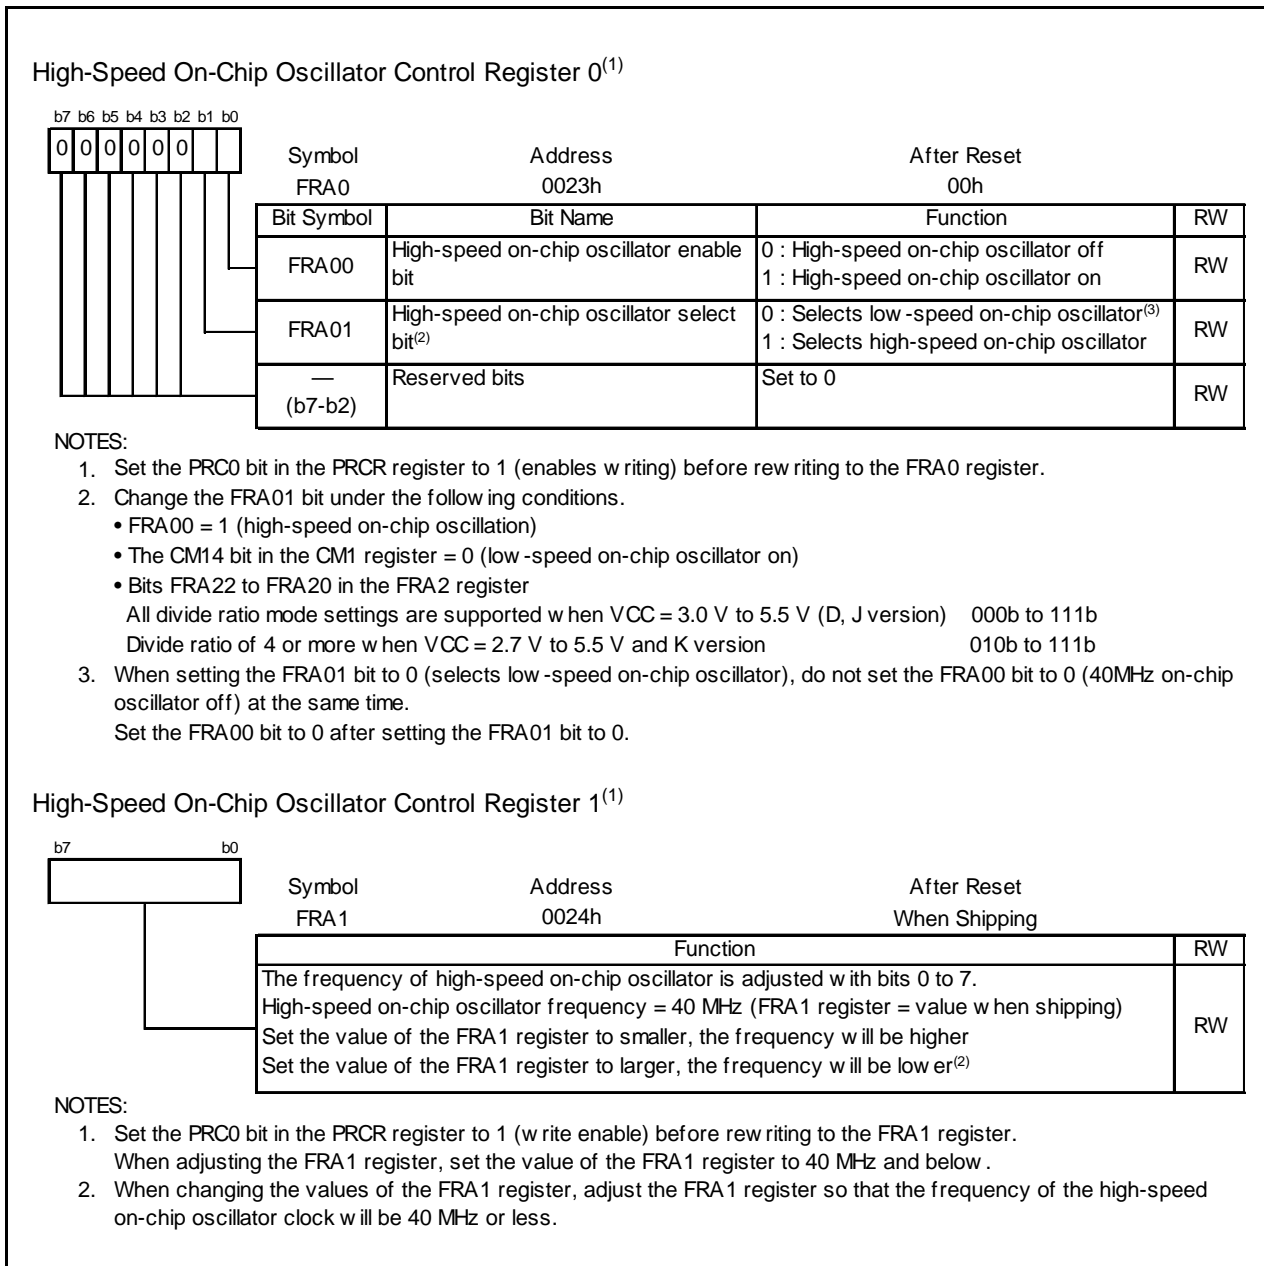 High-Speed On-Chip Oscillator Control Register 0(1)
b7 b6 b5 b4 b3 b2 b1 b0
0 0 0 0 0 0
Symbol Address After Reset
FRA0 0023h 00h
Bit Symbol Bit Name Function RW
FRA00 High-speed on-chip oscillator enable bit 0 : High-speed on-chip oscillator off
1 : High-speed on-chip oscillator on RW
FRA01 High-speed on-chip oscillator select bit(2) 0 : Selects low-speed on-chip oscillator(3)
1 : Selects high-speed on-chip oscillator RW
— (b7-b2) Reserved bits Set to 0 RW
NOTES:
1. Set the PRC0 bit in the PRCR register to 1 (enables writing) before rewriting to the FRA0 register.
2. Change the FRA01 bit under the following conditions.
• FRA00 = 1 (high-speed on-chip oscillation)
• The CM14 bit in the CM1 register = 0 (low-speed on-chip oscillator on)
• Bits FRA22 to FRA20 in the FRA2 register
All divide ratio mode settings are supported when VCC = 3.0 V to 5.5 V (D, J version) 000b to 111b
Divide ratio of 4 or more when VCC = 2.7 V to 5.5 V and K version 010b to 111b
3. When setting the FRA01 bit to 0 (selects low-speed on-chip oscillator), do not set the FRA00 bit to 0 (40MHz on-chip
oscillator off) at the same time.
Set the FRA00 bit to 0 after setting the FRA01 bit to 0.
High-Speed On-Chip Oscillator Control Register 1(1)
b7 b0
Symbol Address After Reset
FRA1 0024h When Shipping
Function RW
The frequency of high-speed on-chip oscillator is adjusted with bits 0 to 7.
High-speed on-chip oscillator frequency = 40 MHz (FRA1 register = value when shipping)
Set the value of the FRA1 register to smaller, the frequency will be higher
Set the value of the FRA1 register to larger, the frequency will be lower(2)
RW
NOTES:
1. Set the PRC0 bit in the PRCR register to 1 (write enable) before rewriting to the FRA1 register.
When adjusting the FRA1 register, set the value of the FRA1 register to 40 MHz and below.
2. When changing the values of the FRA1 register, adjust the FRA1 register so that the frequency of the high-speed
on-chip oscillator clock will be 40 MHz or less.